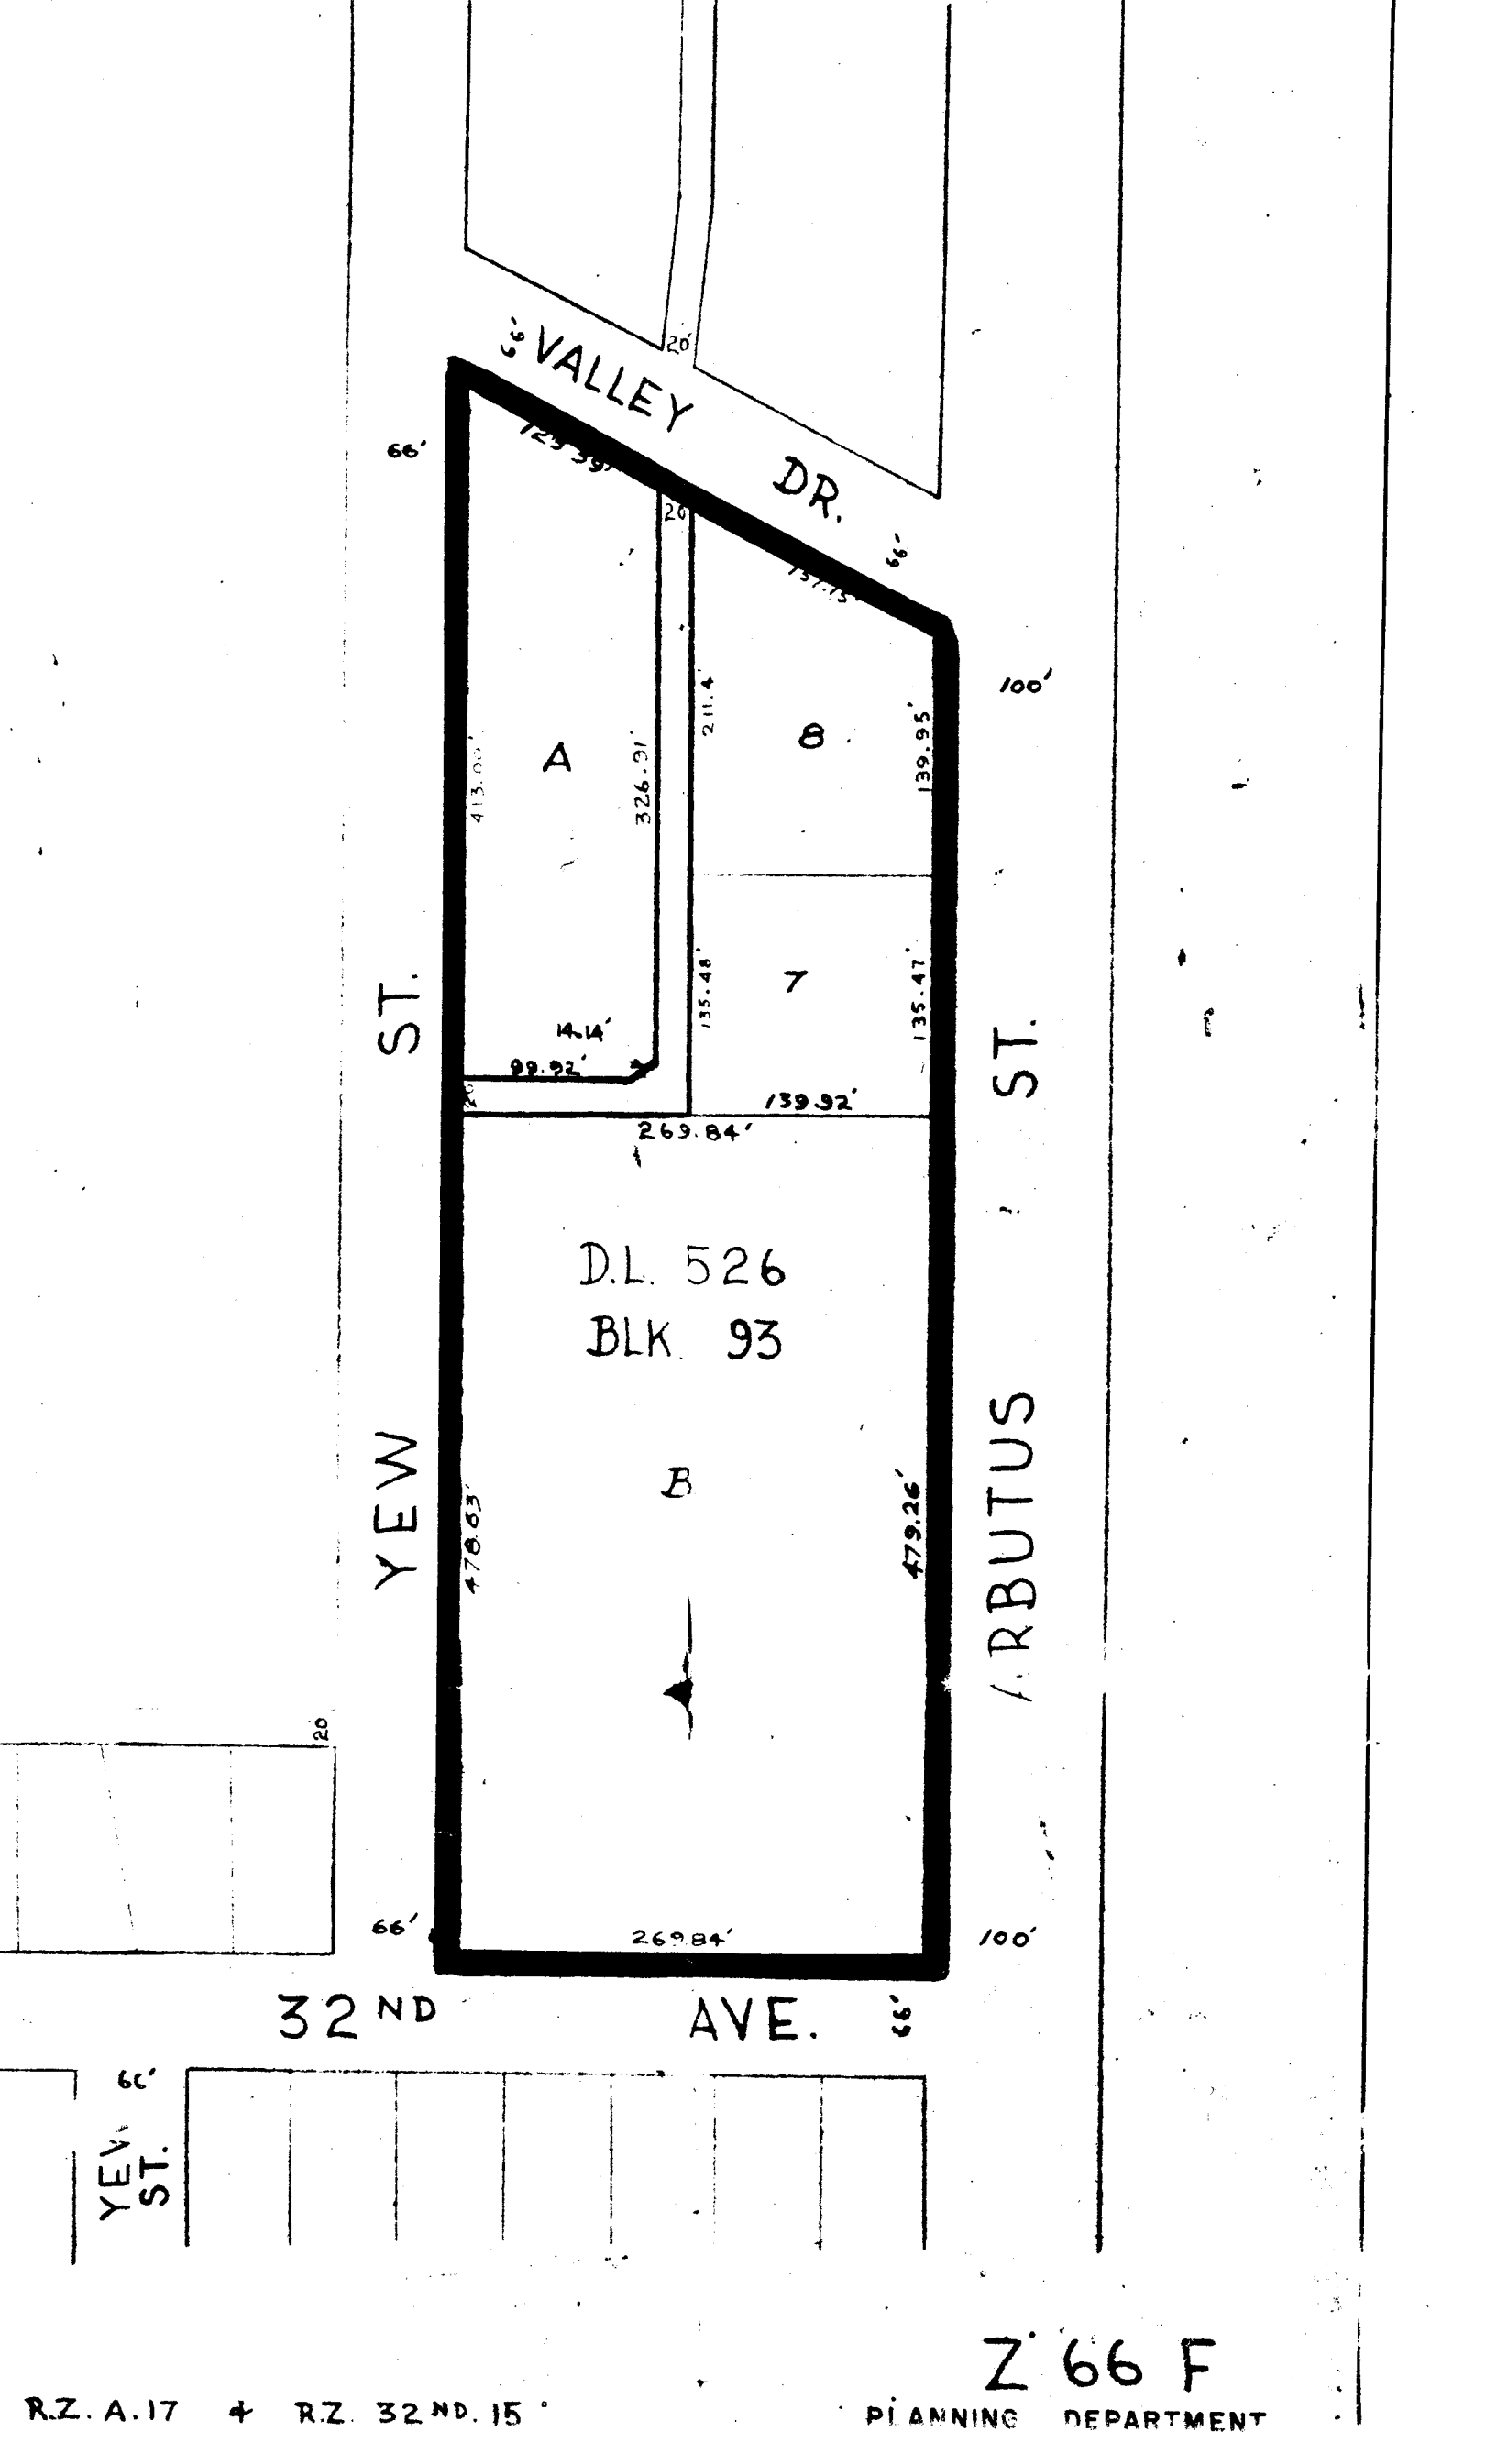 20'
66'
VALLEY
DR.
66'
66'
20
100'
A
8
413.00'
326.91'
211.4'
139.95'
7
135.48'
135.47'
14.14'
99.92'
20'
139.92'
269.84'
YEW ST.
ARBUTUS ST.
D.L. 526
BLK. 93
B
478.63'
479.26'
20
66'
269.84'
100'
32ND AVE.
66'
66'
YEW
ST.
Z 66 F
R.Z. A.17 & R.Z. 32ND. 15
PLANNING DEPARTMENT